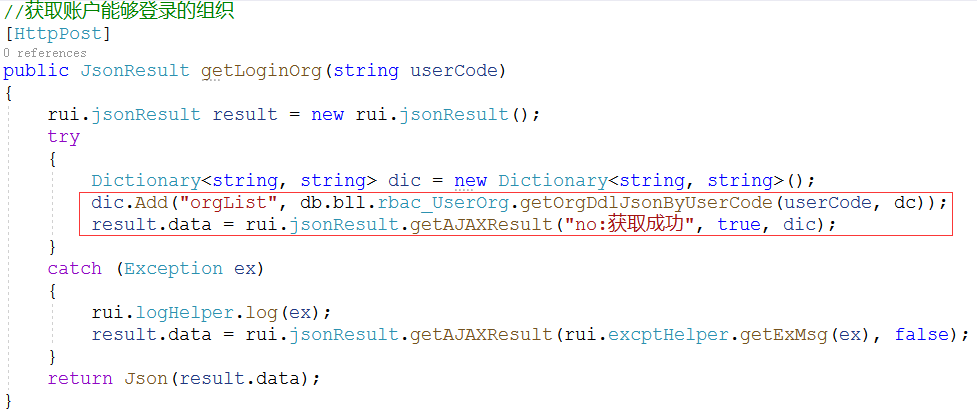 //获取账户能够登录的组织
[HttpPost]
0 references
public JsonResult getLoginOrg(string userCode)
{
    rui.jsonResult result = new rui.jsonResult();
    try
    {
        Dictionary<string, string> dic = new Dictionary<string, string>();
        dic.Add("orgList", db.bll.rbac_UserOrg.getOrgDdlJsonByUserCode(userCode, dc));
        result.data = rui.jsonResult.getAJAXResult("no:获取成功", true, dic);
    }
    catch (Exception ex)
    {
        rui.logHelper.log(ex);
        result.data = rui.jsonResult.getAJAXResult(rui.excptHelper.getExMsg(ex), false);
    }
    return Json(result.data);
}